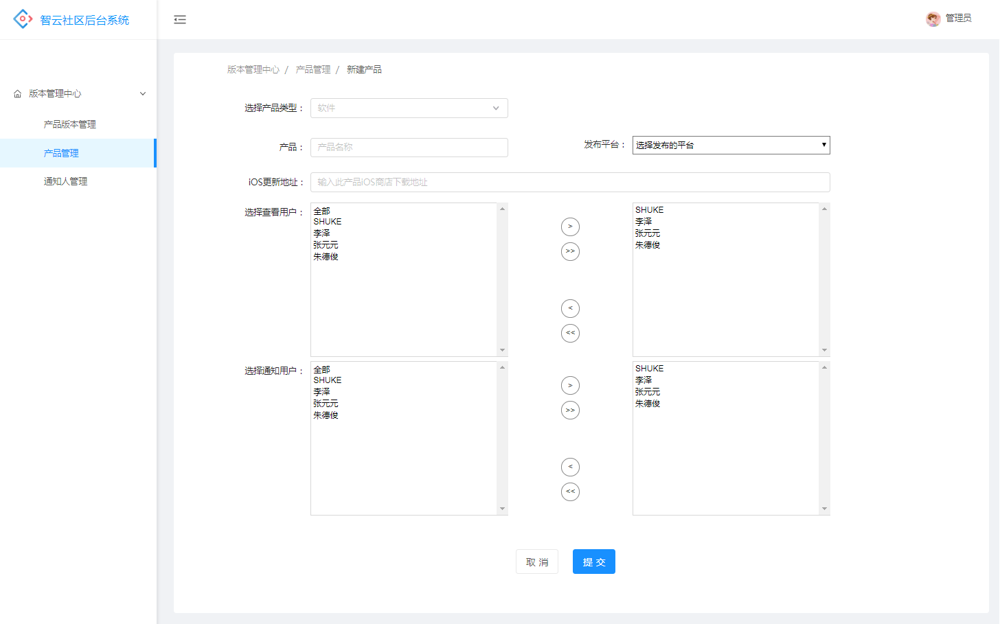 智云社区后台系统
管理员
版本管理中心 / 产品管理 / 新建产品
版本管理中心
产品版本管理
产品管理
通知人管理
选择产品类型：
软件
产品：
产品名称
发布平台：
选择发布的平台
iOS更新地址：
输入此产品iOS商店下载地址
选择查看用户：
全部
SHUKE
李泽
张元元
朱德俊
>
>>
<
<<
SHUKE
李泽
张元元
朱德俊
选择通知用户：
全部
SHUKE
李泽
张元元
朱德俊
>
>>
<
<<
SHUKE
李泽
张元元
朱德俊
取 消
提 交